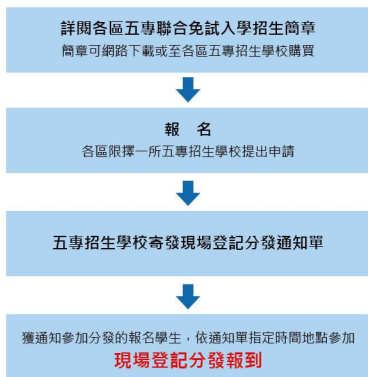 詳閱各區五專聯合免試入學招生簡章
簡章可網路下載或至各區五專招生學校購買
報 名
各區限擇一所五專招生學校提出申請
五專招生學校寄發現場登記分發通知單
獲通知參加分發的報名學生，依通知單指定時間地點參加
現場登記分發報到